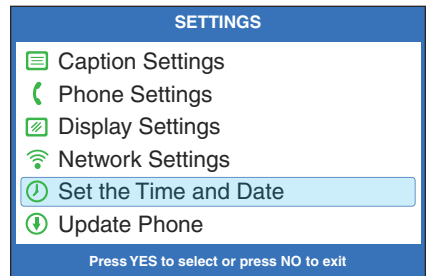 SETTINGS
Caption Settings
Phone Settings
Display Settings
Network Settings
Set the Time and Date
Update Phone
Press YES to select or press NO to exit